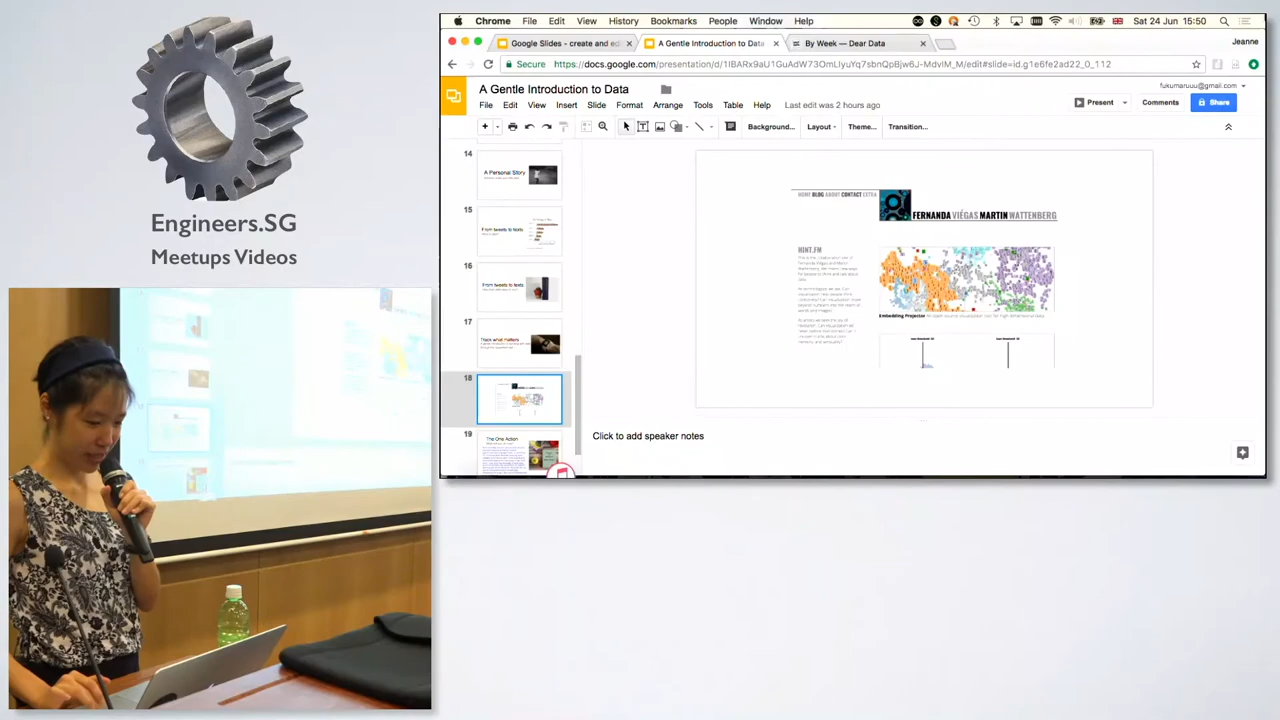 Engineers.SG
Meetups Videos
Chrome File Edit View History Bookmarks People Window Help
Sat 24 Jun 15:50
Google Slides - create and ed
A Gentle Introduction to Data
By Week — Dear Data
Jeanne
Secure https://docs.google.com/presentation/d/1IBARx9aU1GuAdW73OmLIyuYq7sbnQpBjw6J-MdvlM_M/edit#slide=id.g1e6fe2ad22_0_112
A Gentle Introduction to Data
fukumaruuu@gmail.com
File Edit View Insert Slide Format Arrange Tools Table Help Last edit was 2 hours ago
Present
Comments
Share
Background...
Layout
Theme...
Transition...
14
A Personal Story
15
From tweets to texts
16
From tweets to texts
17
Track what matters
18
19
The One Action
HOME BLOG ABOUT CONTACT EXTRA
FERNANDA VIÉGAS MARTIN WATTENBERG
HINT.FM
Embedding Projector
Click to add speaker notes